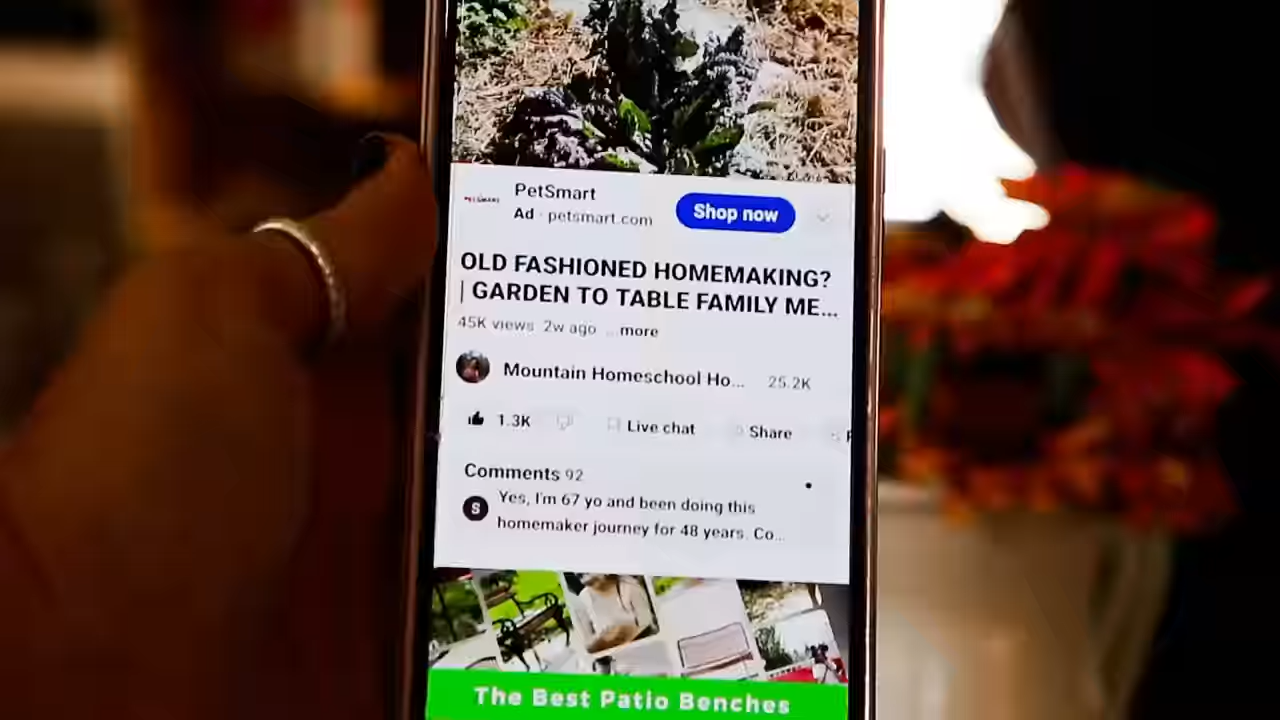 PetSmart
Ad · petsmart.com
Shop now
OLD FASHIONED HOMEMAKING?
| GARDEN TO TABLE FAMILY ME...
45K views 2w ago ...more
Mountain Homeschool Ho... 25.2K
1.3K Live chat Share
Comments 92
S
Yes, I'm 67 yo and been doing this
homemaker journey for 48 years. Co...
The Best Patio Benches